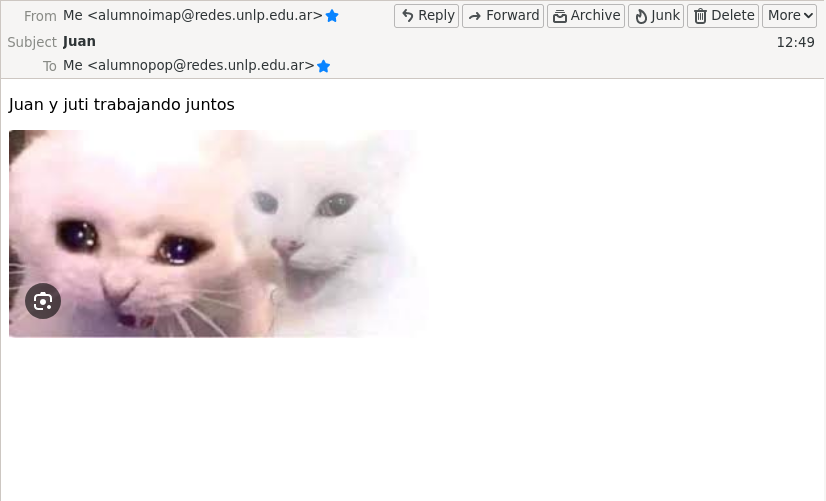 From Me <alumnoimap@redes.unlp.edu.ar> Reply Forward Archive Junk Delete More
Subject Juan 12:49
To Me <alumnopop@redes.unlp.edu.ar>
Juan y juti trabajando juntos